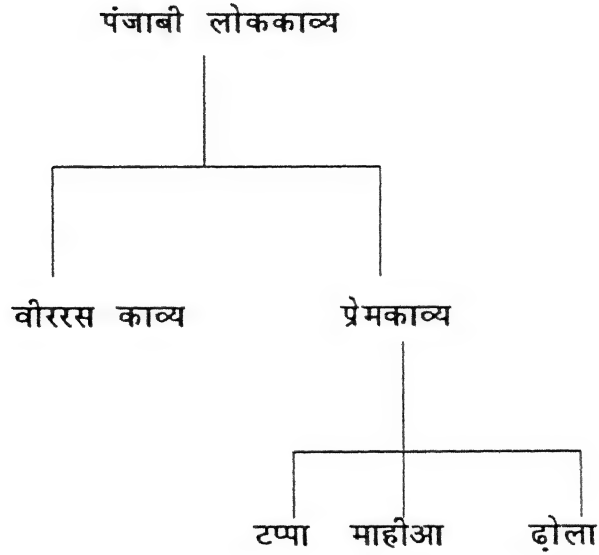 पंजाबी लोककाव्य
वीररस काव्य प्रेमकाव्य
टप्पा माहीआ ढ़ोला